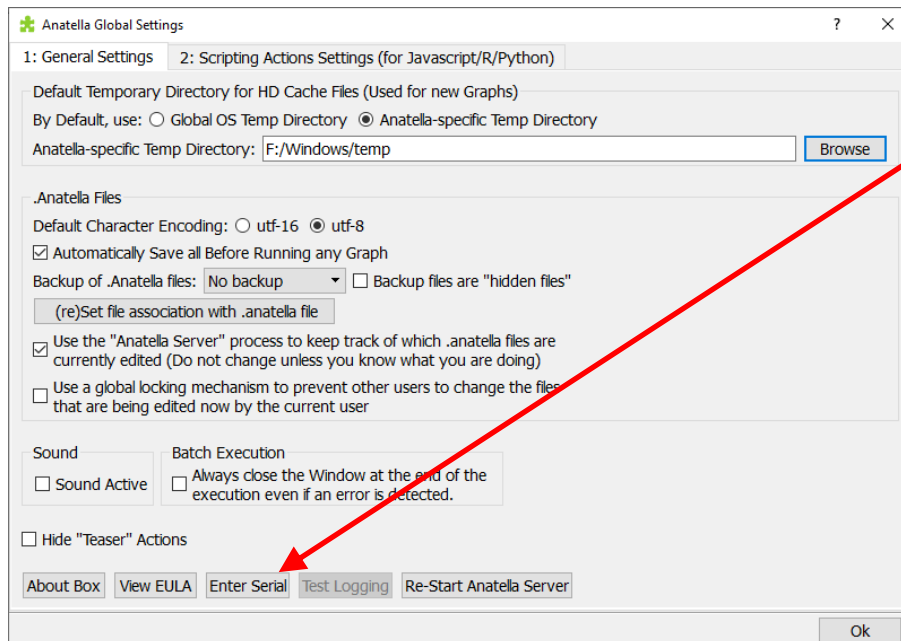 Anatella Global Settings
1: General Settings
2: Scripting Actions Settings (for Javascript/R/Python)
Default Temporary Directory for HD Cache Files (Used for new Graphs)
By Default, use: Global OS Temp Directory Anatella-specific Temp Directory
Anatella-specific Temp Directory: F:/Windows/temp Browse
.Anatella Files
Default Character Encoding: utf-16 utf-8
Automatically Save all Before Running any Graph
Backup of .Anatella files: No backup Backup files are "hidden files"
(re)Set file association with .anatella file
Use the "Anatella Server" process to keep track of which .anatella files are
currently edited (Do not change unless you know what you are doing)
Use a global locking mechanism to prevent other users to change the files
that are being edited now by the current user
Sound
Sound Active
Batch Execution
Always close the Window at the end of the
execution even if an error is detected.
Hide "Teaser" Actions
About Box View EULA Enter Serial Test Logging Re-Start Anatella Server
Ok